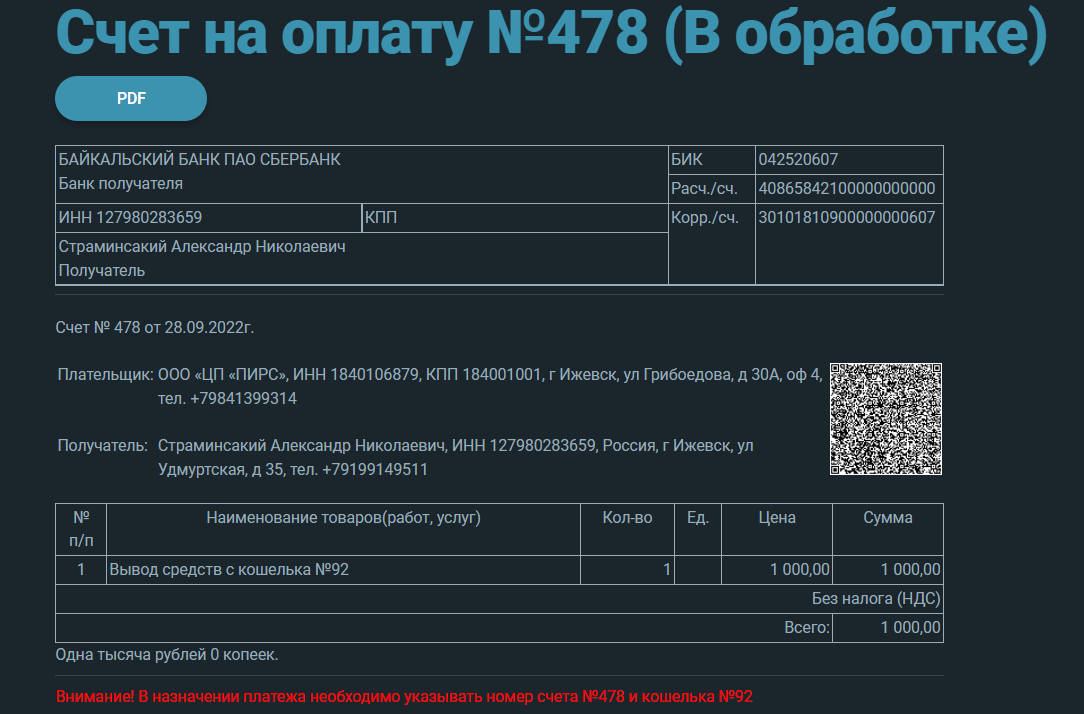 Счет на оплату №478 (В обработке)
PDF
БАЙКАЛЬСКИЙ БАНК ПАО СБЕРБАНК
Банк получателя
БИК 042520607
Расч./сч. 40865842100000000000
ИНН 127980283659 КПП
Корр./сч. 30101810900000000607
Страминсакий Александр Николаевич
Получатель
Счет № 478 от 28.09.2022г.
Плательщик: ООО «ЦП «ПИРС», ИНН 1840106879, КПП 184001001, г Ижевск, ул Грибоедова, д 30А, оф 4,
тел. +79841399314
Получатель: Страминсакий Александр Николаевич, ИНН 127980283659, Россия, г Ижевск, ул
Удмуртская, д 35, тел. +79199149511
№ Наименование товаров(работ, услуг) Кол-во Ед. Цена Сумма
п/п
1 Вывод средств с кошелька №92 1 1 000,00 1 000,00
Без налога (НДС)
Всего: 1 000,00
Одна тысяча рублей 0 копеек.
Внимание! В назначении платежа необходимо указывать номер счета №478 и кошелька №92